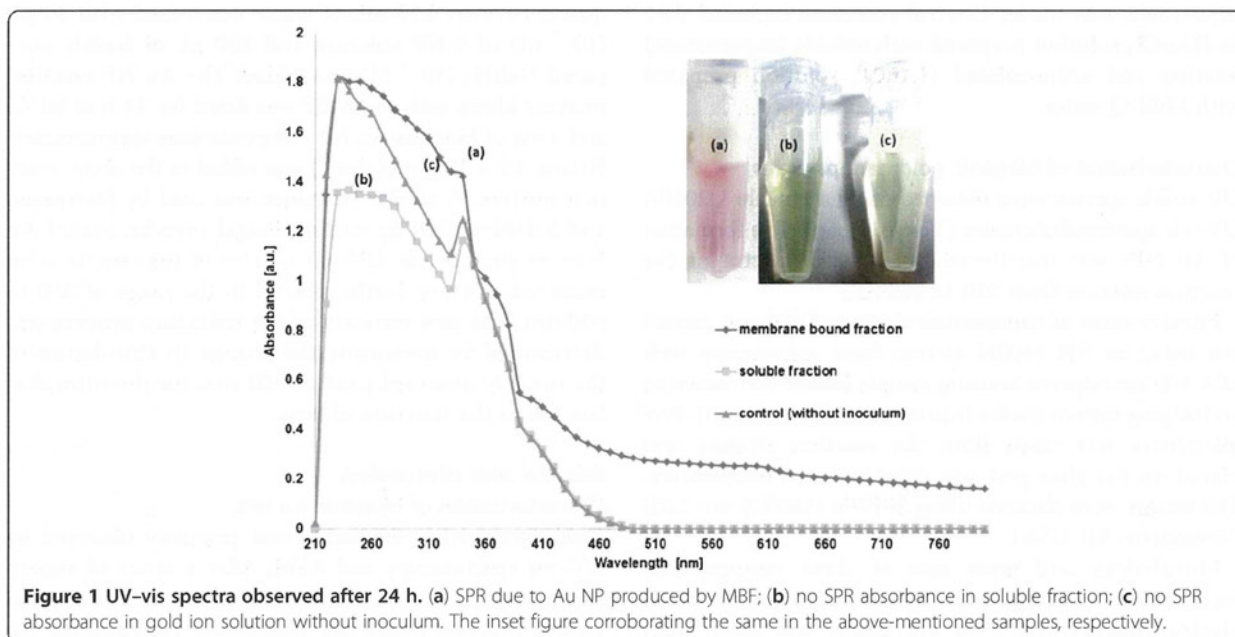 2
1.8
1.6
1.4
1.2
1
0.8
0.6
0.4
0.2
0
Absorbance [a.u.]
(a)
(b)
(c)
(a)
(b)
(c)
membrane bound fraction
soluble fraction
control (without inoculum)
210 260 310 360 410 460 510 560 610 660 710 760
Wavelength [nm]
Figure 1 UV–vis spectra observed after 24 h. (a) SPR due to Au NP produced by MBF; (b) no SPR absorbance in soluble fraction; (c) no SPR
absorbance in gold ion solution without inoculum. The inset figure corroborating the same in the above-mentioned samples, respectively.